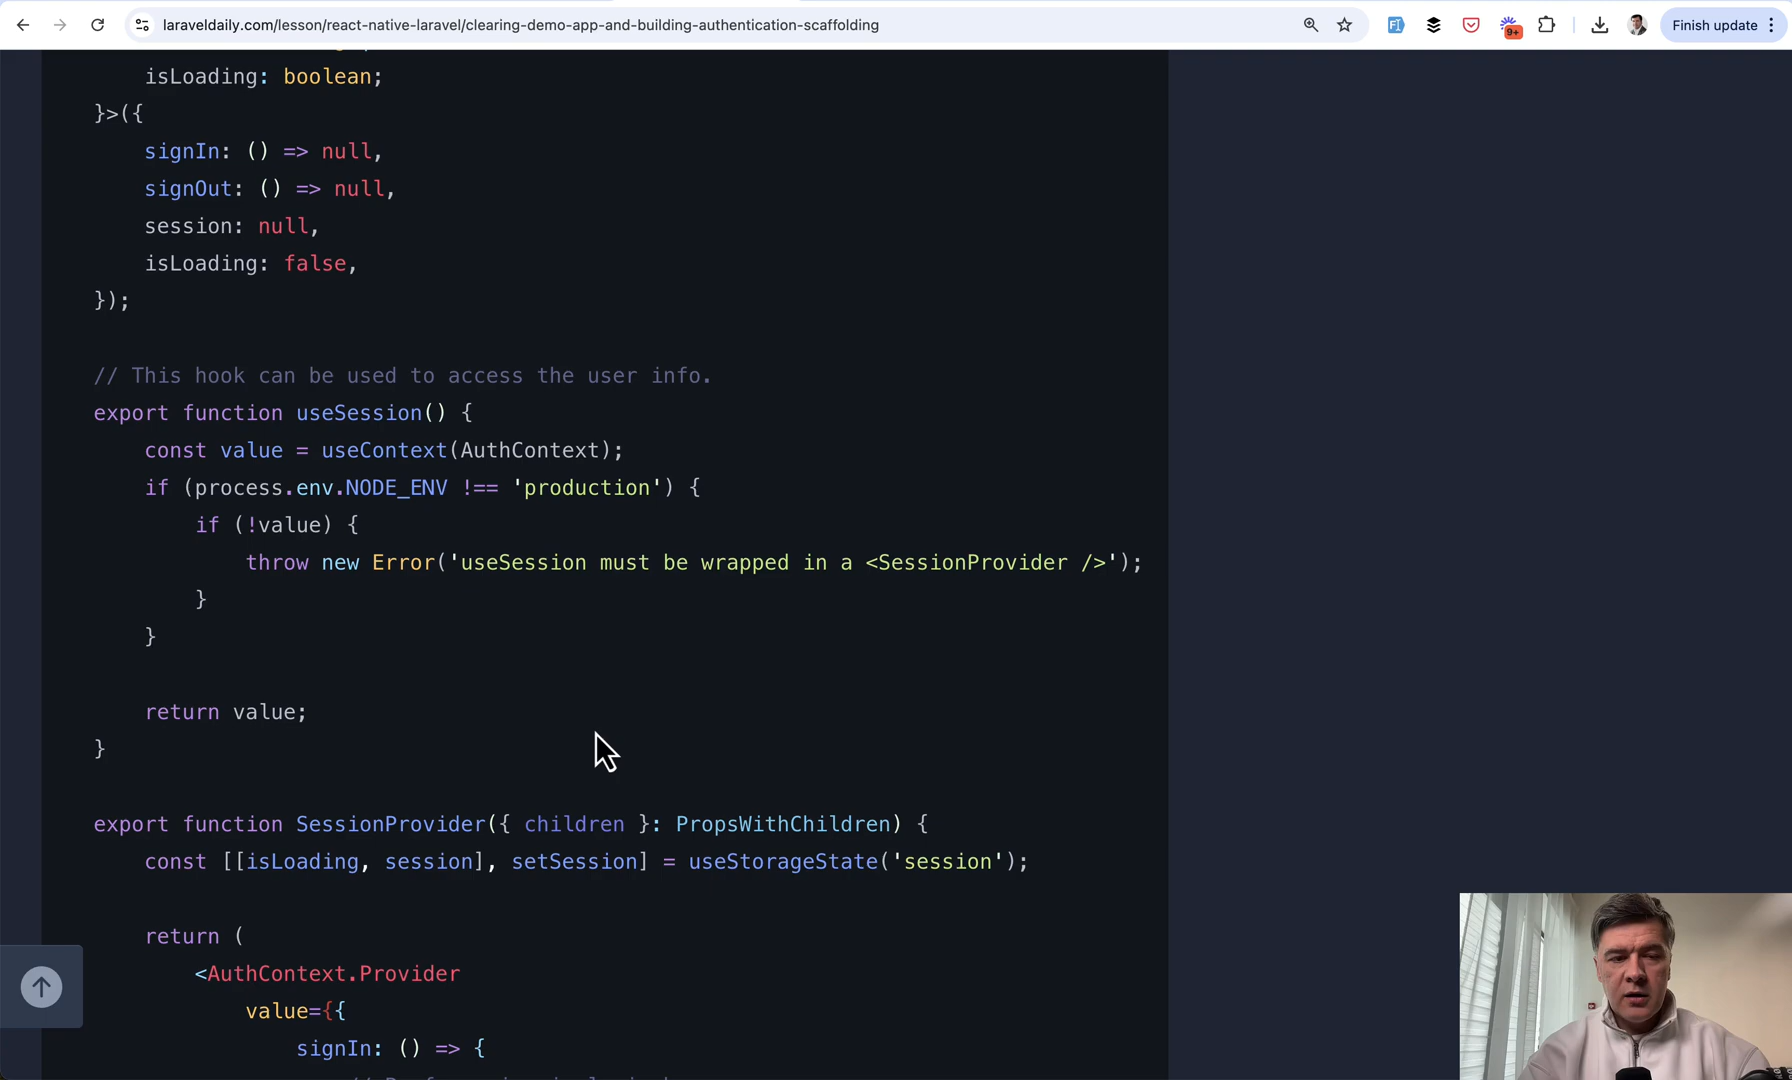 laraveldaily.com/lesson/react-native-laravel/clearing-demo-app-and-building-authentication-scaffolding
9+
Finish update
isLoading: boolean;
}>({
signIn: () => null,
signOut: () => null,
session: null,
isLoading: false,
});
// This hook can be used to access the user info.
export function useSession() {
const value = useContext(AuthContext);
if (process.env.NODE_ENV !== 'production') {
if (!value) {
throw new Error('useSession must be wrapped in a <SessionProvider />');
}
}
return value;
}
export function SessionProvider({ children }: PropsWithChildren) {
const [[isLoading, session], setSession] = useStorageState('session');
return (
<AuthContext.Provider
value={{
signIn: () => {